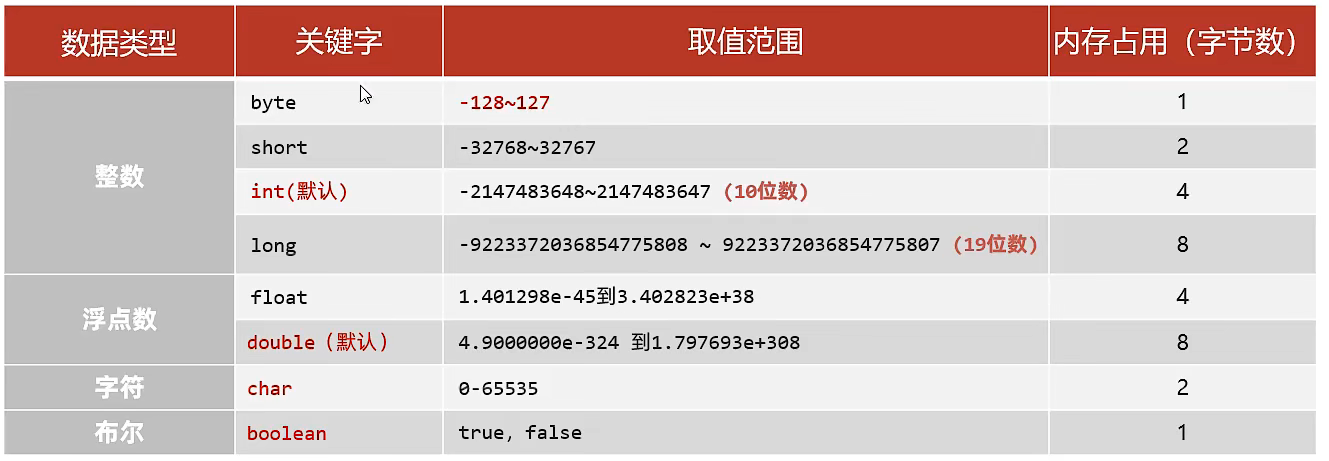 数据类型 关键字 取值范围 内存占用（字节数）
整数 byte -128~127 1
short -32768~32767 2
int(默认) -2147483648~2147483647 (10位数) 4
long -9223372036854775808 ~ 9223372036854775807 (19位数) 8
浮点数 float 1.401298e-45到3.402823e+38 4
double（默认） 4.9000000e-324 到1.797693e+308 8
字符 char 0-65535 2
布尔 boolean true, false 1